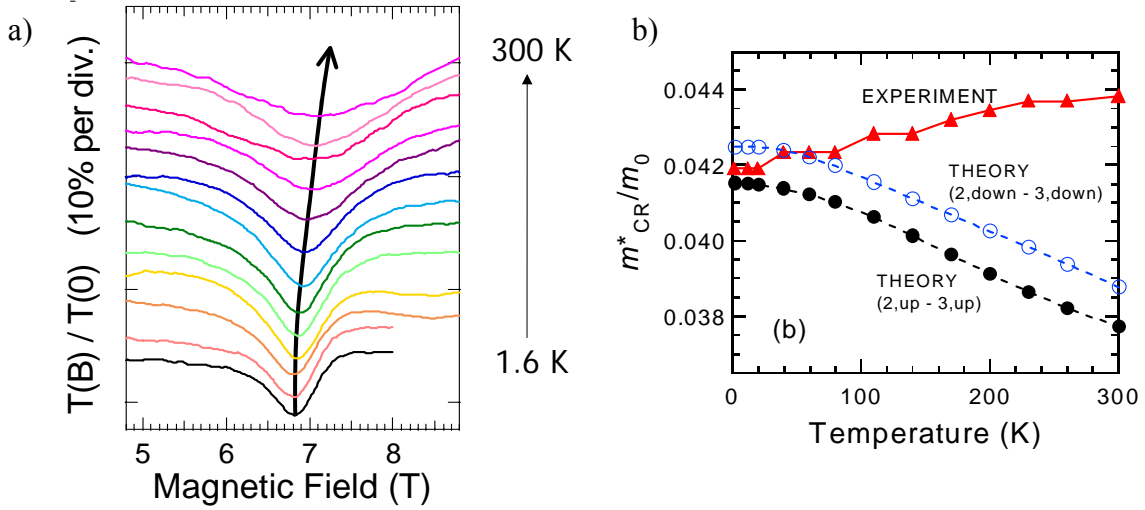 a)
T(B) / T(0)   (10% per div.)
300 K
1.6 K
5 6 7 8
Magnetic Field (T)
b)
m*CR/m0
0.044
0.042
0.040
0.038
EXPERIMENT
THEORY
(2,down - 3,down)
THEORY
(2,up - 3,up)
(b)
0 100 200 300
Temperature (K)